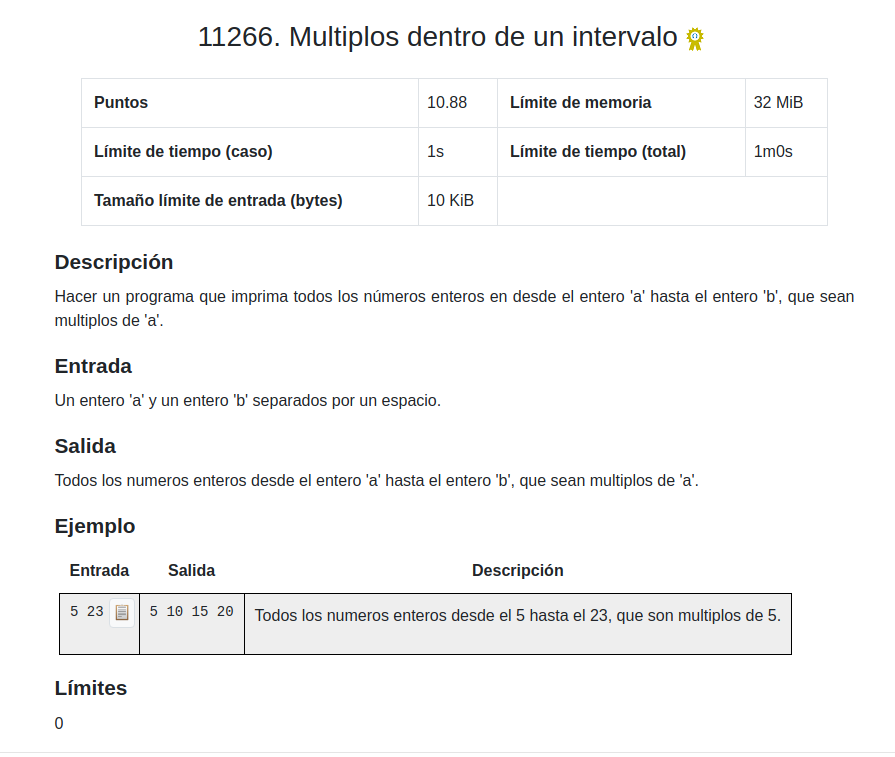 11266. Multiplos dentro de un intervalo
Puntos 10.88 Límite de memoria 32 MiB
Límite de tiempo (caso) 1s Límite de tiempo (total) 1m0s
Tamaño límite de entrada (bytes) 10 KiB
Descripción
Hacer un programa que imprima todos los números enteros en desde el entero 'a' hasta el entero 'b', que sean
multiplos de 'a'.
Entrada
Un entero 'a' y un entero 'b' separados por un espacio.
Salida
Todos los numeros enteros desde el entero 'a' hasta el entero 'b', que sean multiplos de 'a'.
Ejemplo
Entrada Salida Descripción
5 23 5 10 15 20 Todos los numeros enteros desde el 5 hasta el 23, que son multiplos de 5.
Límites
0